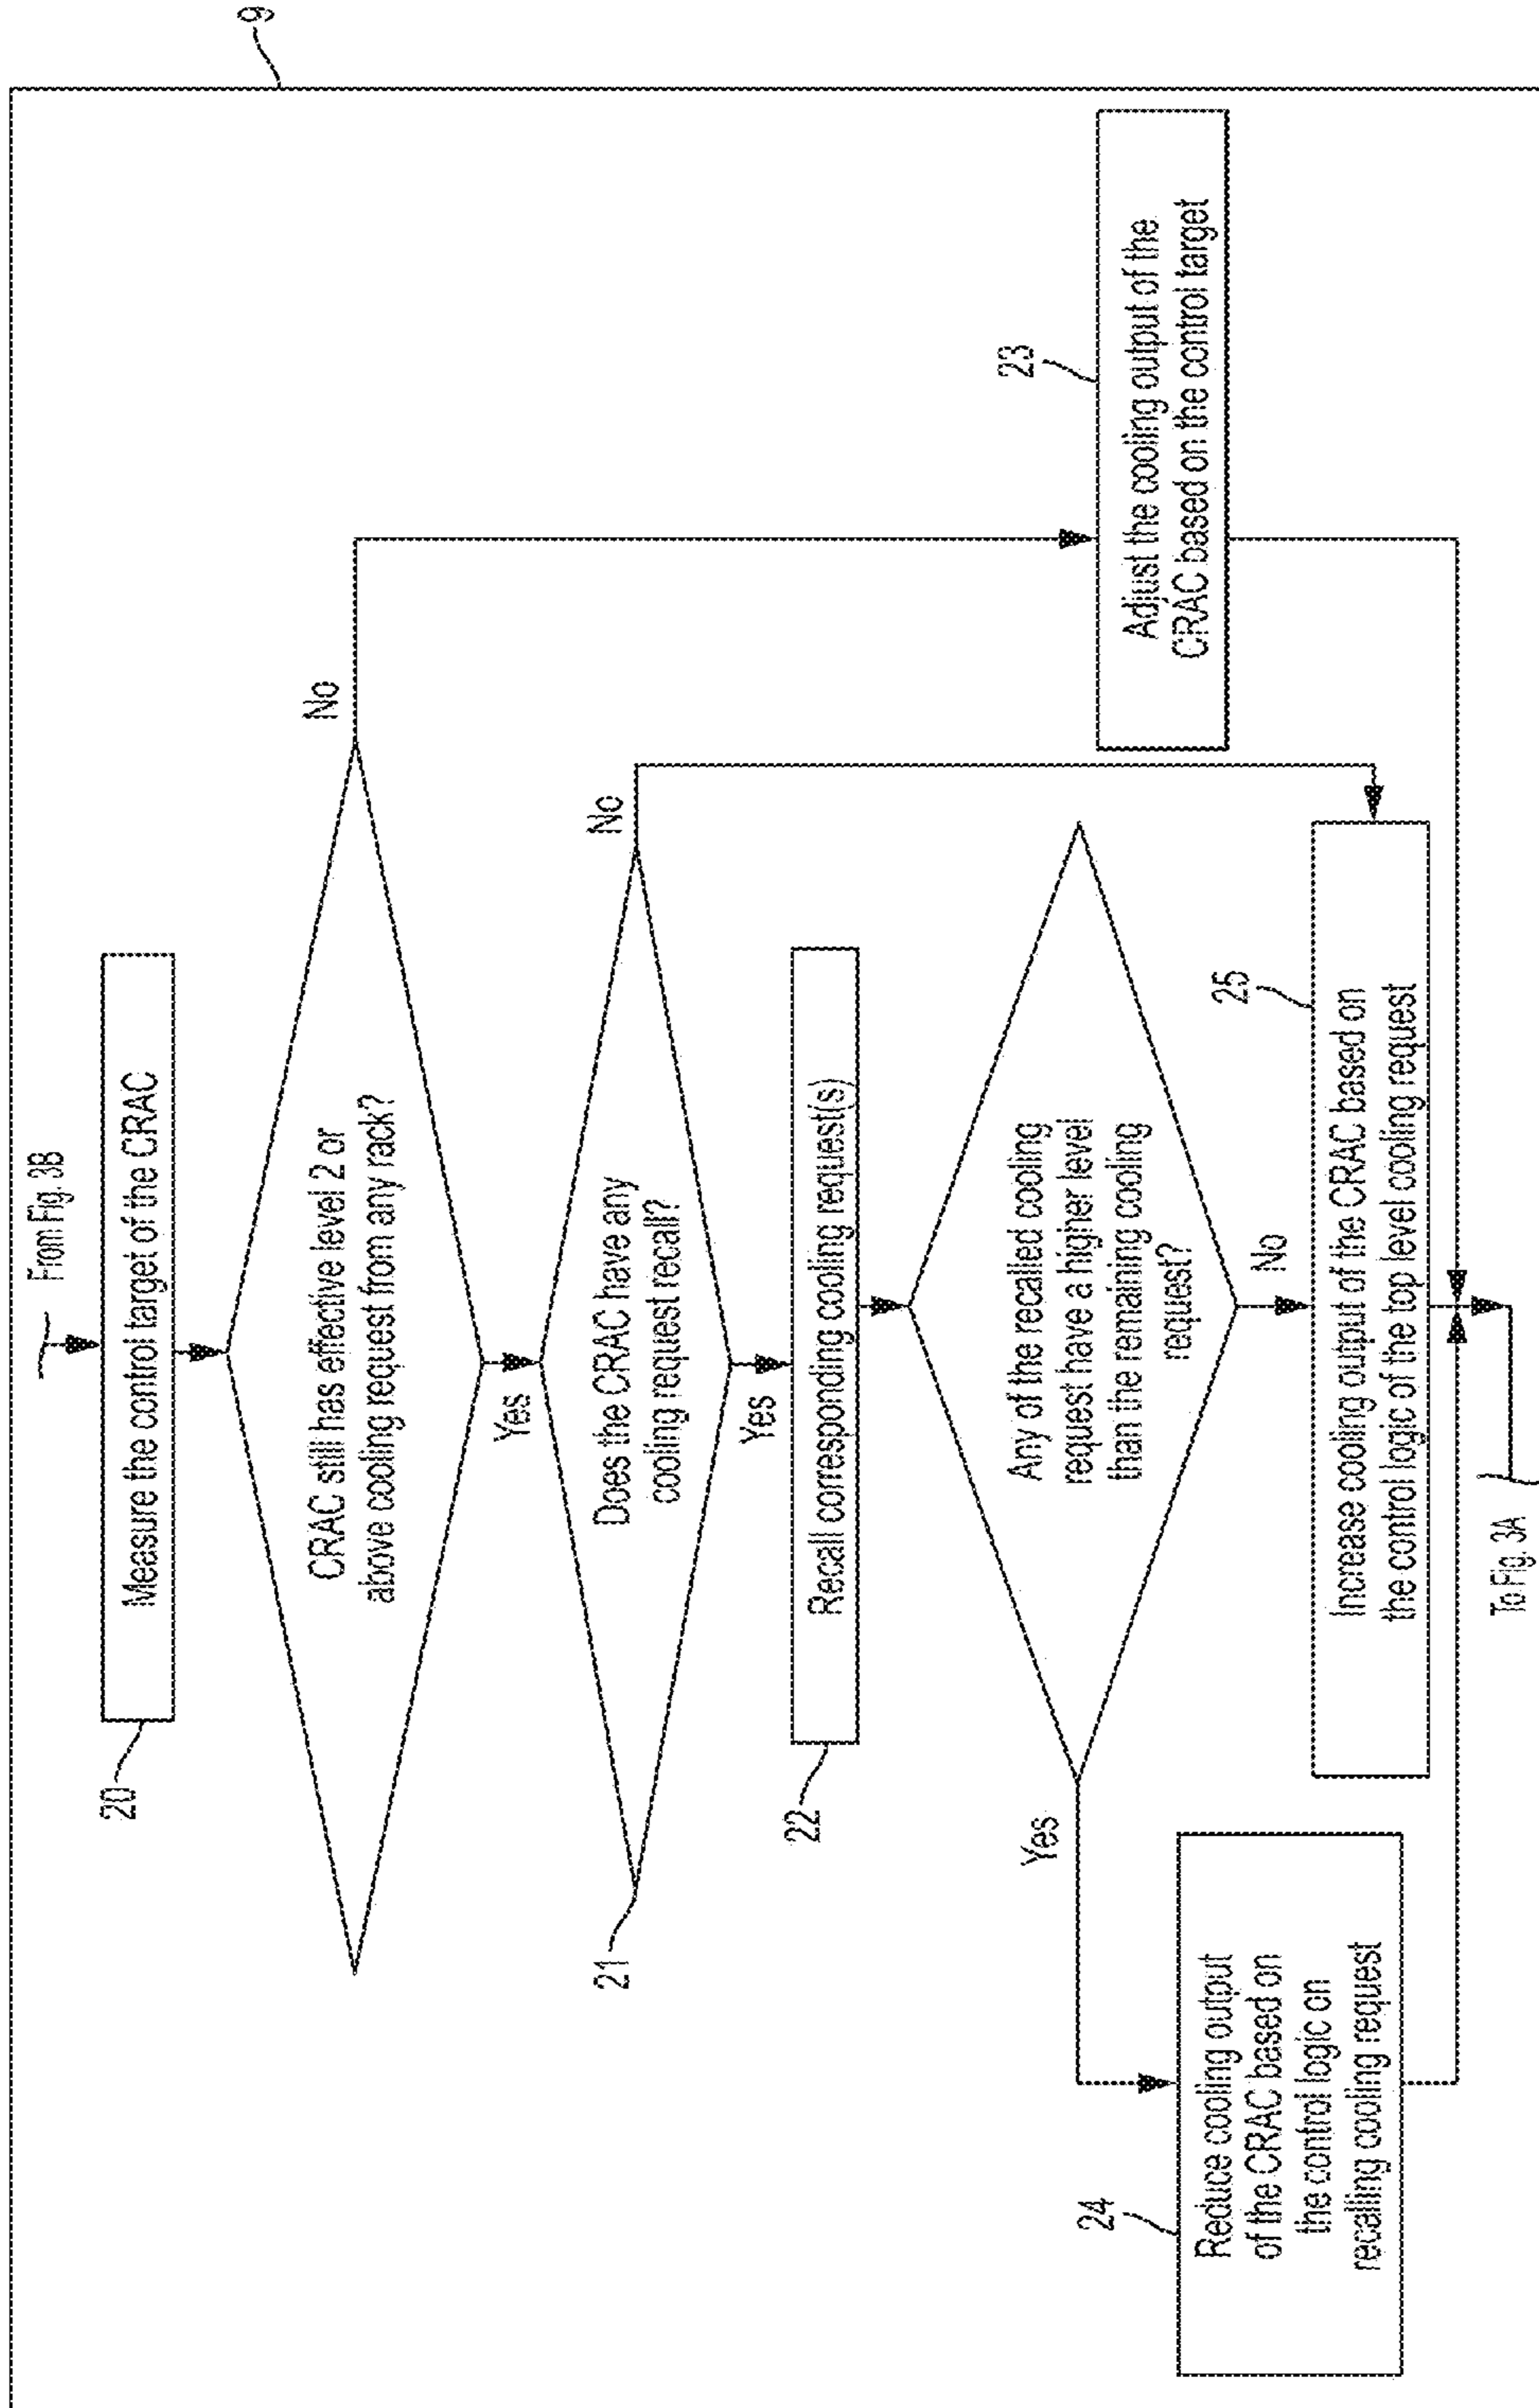 9
From Fig. 3B
20
Measure the control target of the CRAC
CRAC still has effective level 2 or
above cooling request from any rack?
No
Yes
21
Does the CRAC have any
cooling request recall?
No
Yes
22
Recall corresponding cooling request(s)
Any of the recalled cooling
request have a higher level
than the remaining cooling
request?
Yes
No
23
Adjust the cooling output of the
CRAC based on the control target
24
Reduce cooling output
of the CRAC based on
the control logic on
recalling cooling request
25
Increase cooling output of the CRAC based on
the control logic of the top level cooling request
To Fig. 3A